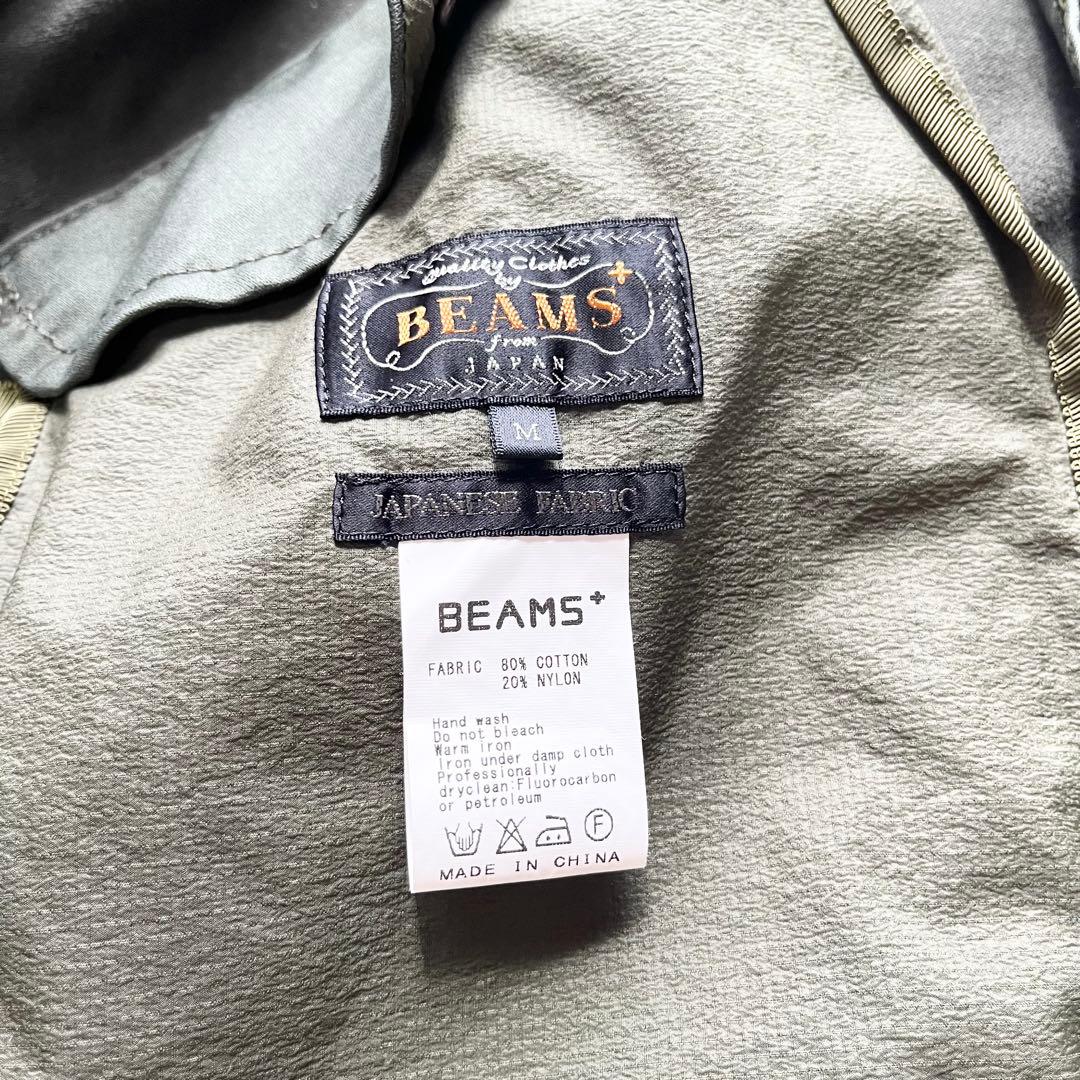 Quality Clothes
by
BEAMS+
from
JAPAN
M
JAPANESE FABRIC
BEAMS+
FABRIC 80% COTTON
20% NYLON
Hand wash
Do not bleach
Warm iron
Iron under damp cloth
Professionally
dryclean:Fluorocarbon
or petroleum
F
MADE IN CHINA